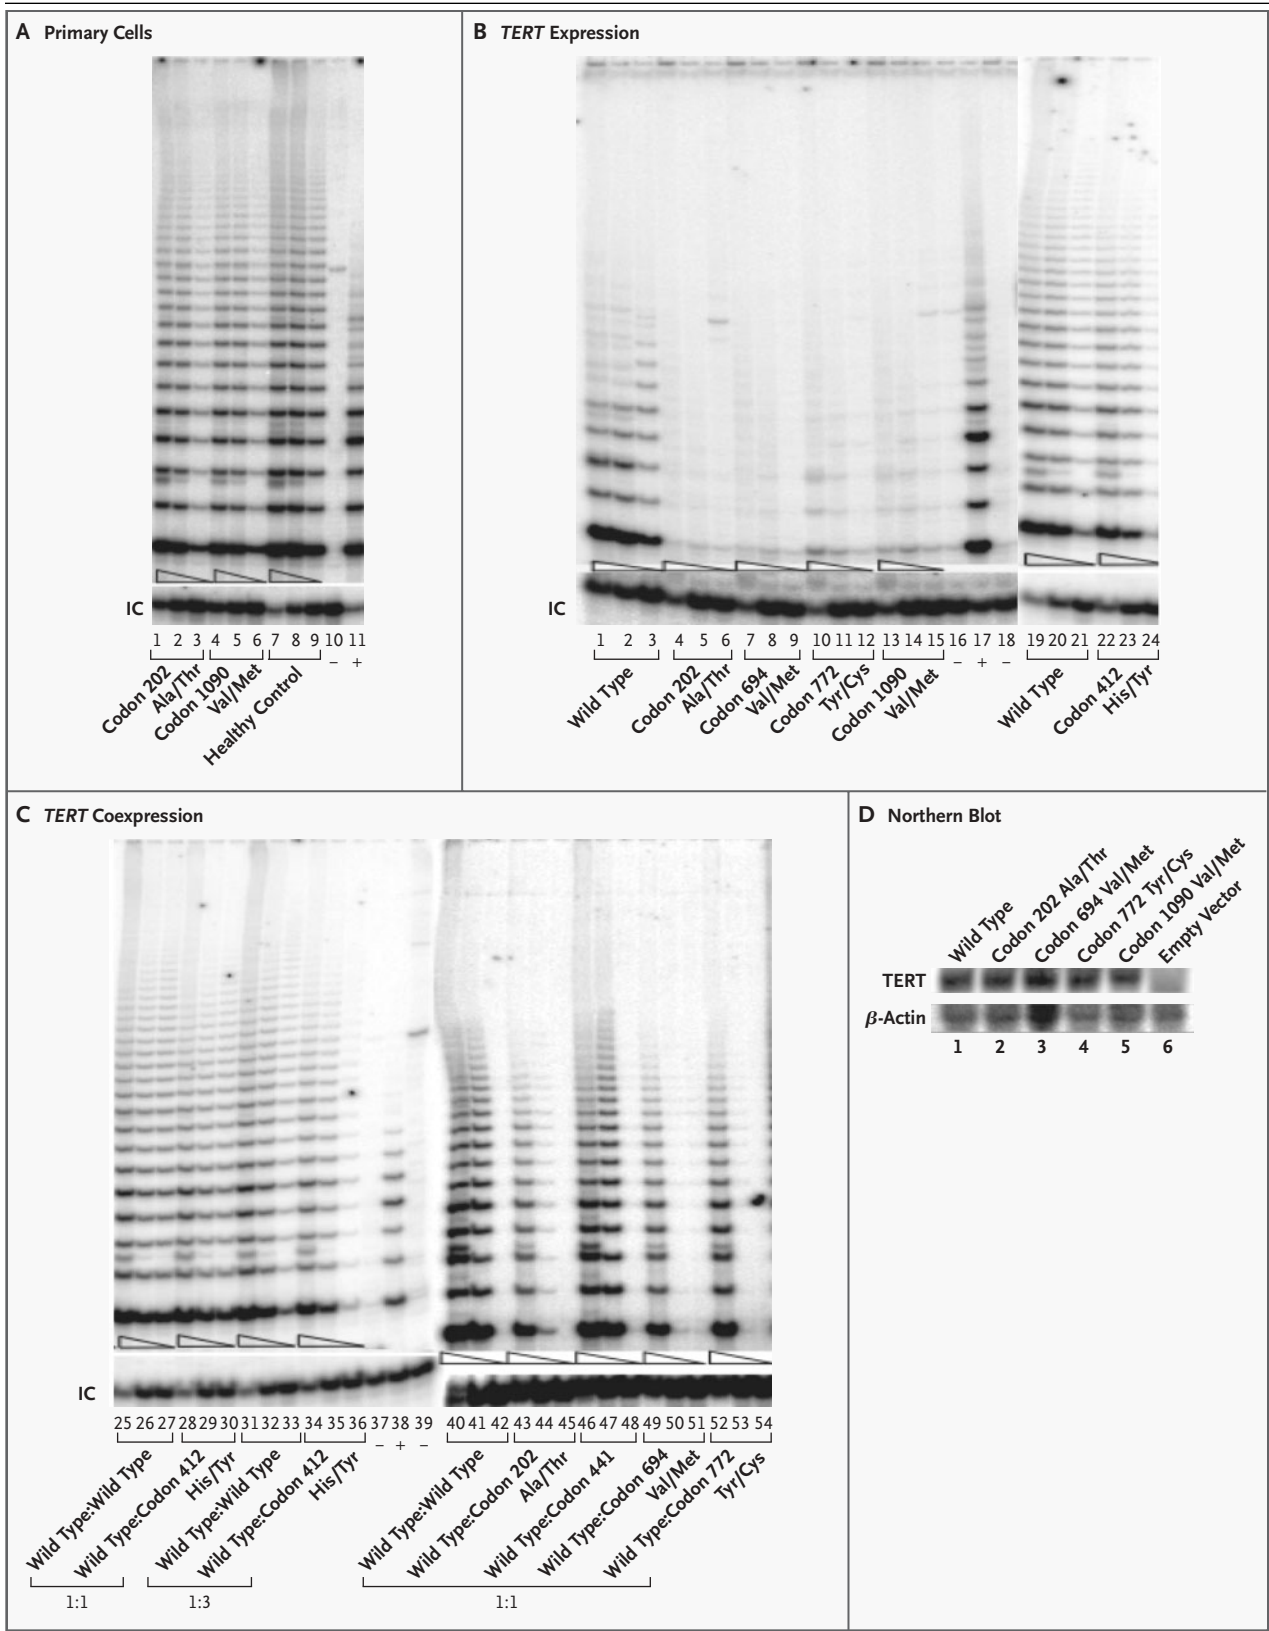 A Primary Cells
IC
1 2 3 4 5 6 7 8 9 10 11
– +
Codon 202 Ala/Thr
Codon 1090 Val/Met
Healthy Control
B TERT Expression
IC
1 2 3 4 5 6 7 8 9 10 11 12 13 14 15 16 17 18 19 20 21 22 23 24
– + –
Wild Type
Codon 202 Ala/Thr
Codon 694 Val/Met
Codon 772 Tyr/Cys
Codon 1090 Val/Met
Wild Type
Codon 412 His/Tyr
C TERT Coexpression
IC
25 26 27 28 29 30 31 32 33 34 35 36 37 38 39 40 41 42 43 44 45 46 47 48 49 50 51 52 53 54
– + –
Wild Type:Wild Type
Wild Type:Codon 412 His/Tyr
Wild Type:Wild Type
Wild Type:Codon 412 His/Tyr
Wild Type:Wild Type
Wild Type:Codon 202 Ala/Thr
Wild Type:Codon 441
Wild Type:Codon 694 Val/Met
Wild Type:Codon 772 Tyr/Cys
1:1 1:3 1:1
D Northern Blot
Wild Type
Codon 202 Ala/Thr
Codon 694 Val/Met
Codon 772 Tyr/Cys
Codon 1090 Val/Met
Empty Vector
TERT
β-Actin
1 2 3 4 5 6